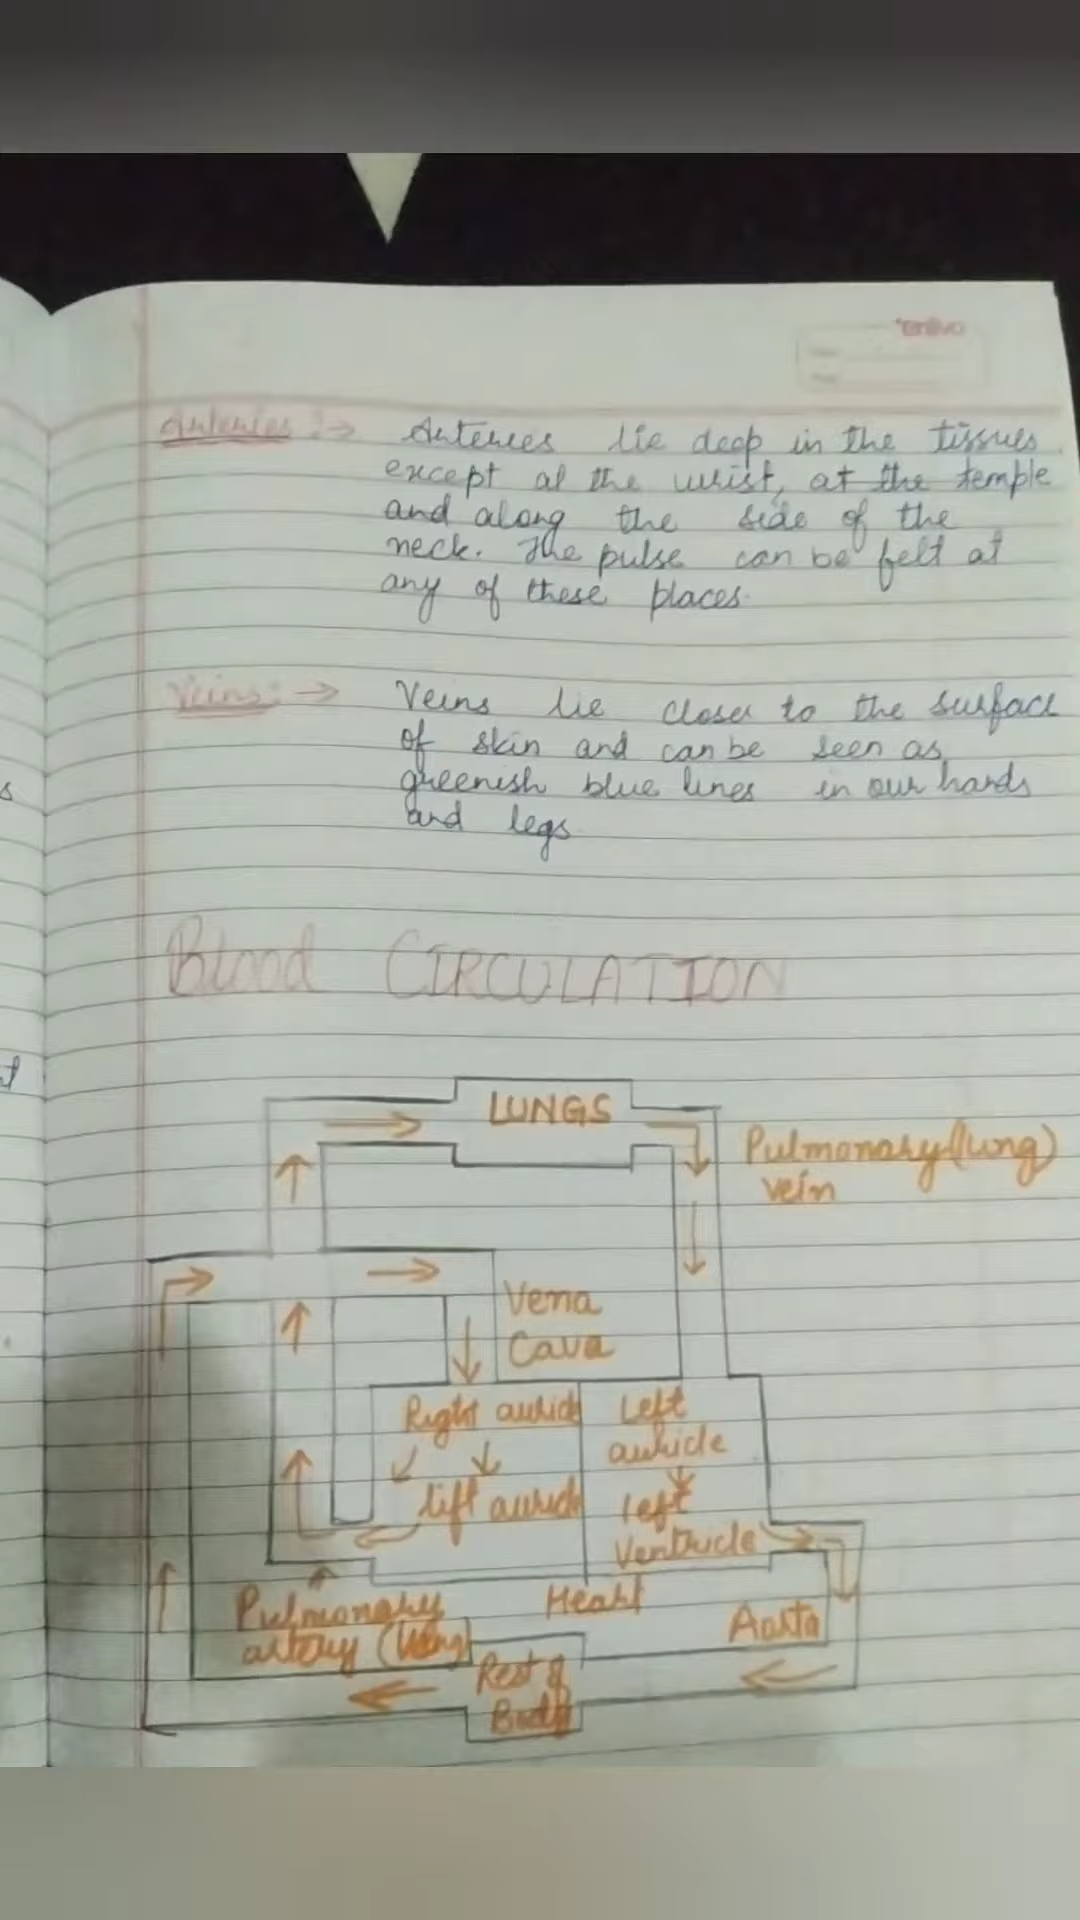 Arteries :→ Arteries lie deep in the tissues
except at the wrist, at the temple
and along the side of the
neck. The pulse can be felt at
any of these places.
Veins :→ Veins lie closer to the surface
of skin and can be seen as
greenish blue lines in our hands
and legs
Blood CIRCULATION
LUNGS
Pulmonary (lung)
vein
Vena
Cava
Right auricle
Left
auricle
lift auricle
Left
Ventricle
Heart
Pulmonary
artery (lung)
Aorta
Rest of
Body